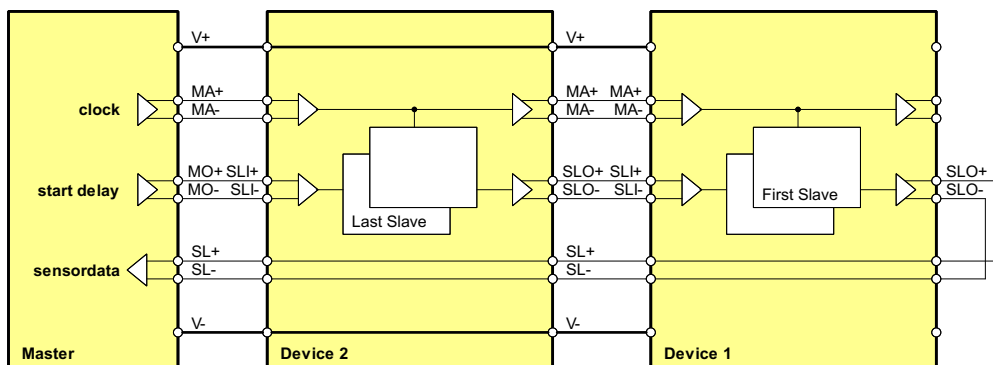 V+ V+
clock MA+ MA+ MA+
MA- MA- MA-
start delay MO+ SLI+ SLO+ SLI+ SLO+
MO- SLI- SLO- SLI- SLO-
Last Slave First Slave
sensordata SL+ SL+
SL- SL-
V- V-
Master Device 2 Device 1